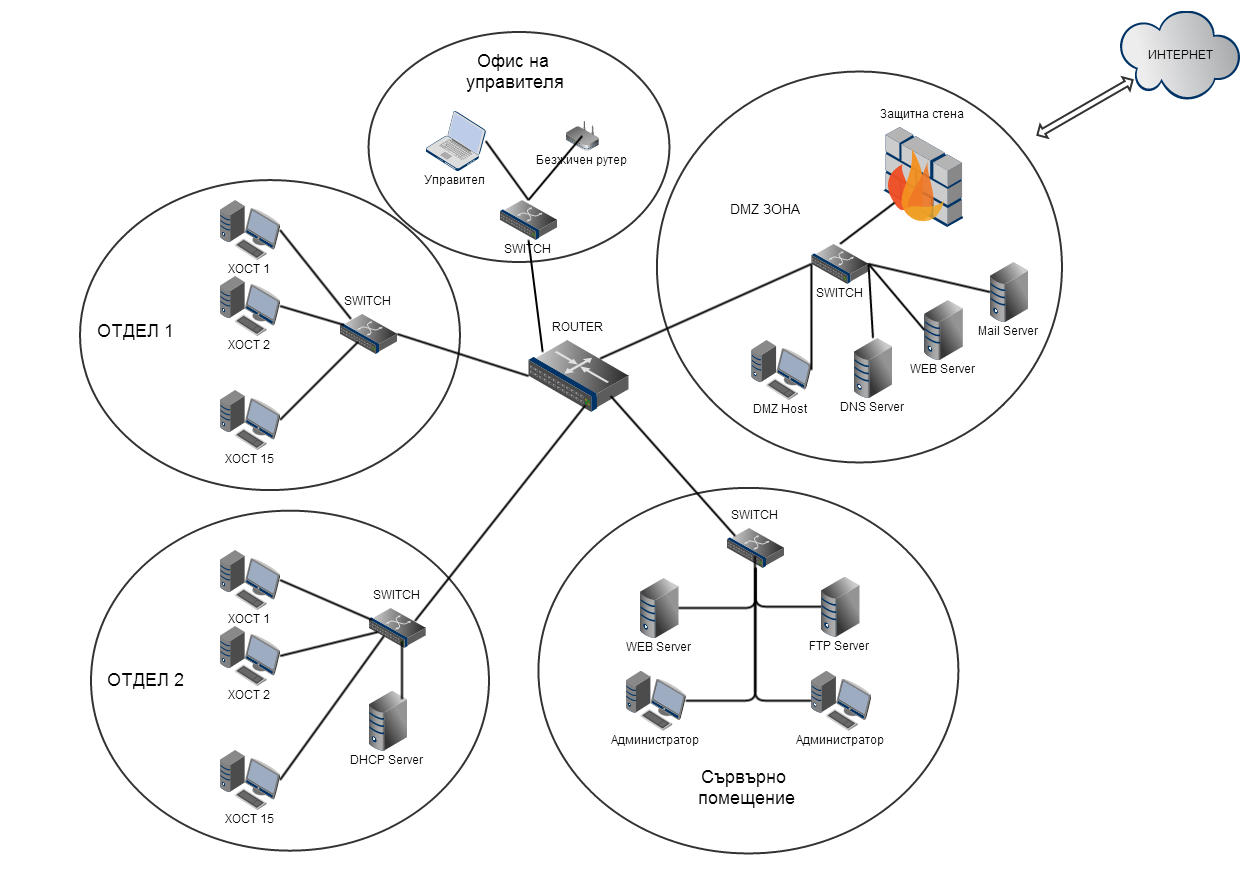 ИНТЕРНЕТ
Офис на
управителя
Управител
Безжичен рутер
SWITCH
Защитна стена
DMZ ЗОНА
SWITCH
Mail Server
WEB Server
DNS Server
DMZ Host
ОТДЕЛ 1
ХОСТ 1
ХОСТ 2
ХОСТ 15
SWITCH
ROUTER
ОТДЕЛ 2
ХОСТ 1
ХОСТ 2
ХОСТ 15
SWITCH
DHCP Server
SWITCH
WEB Server
FTP Server
Администратор
Администратор
Сървърно
помещение